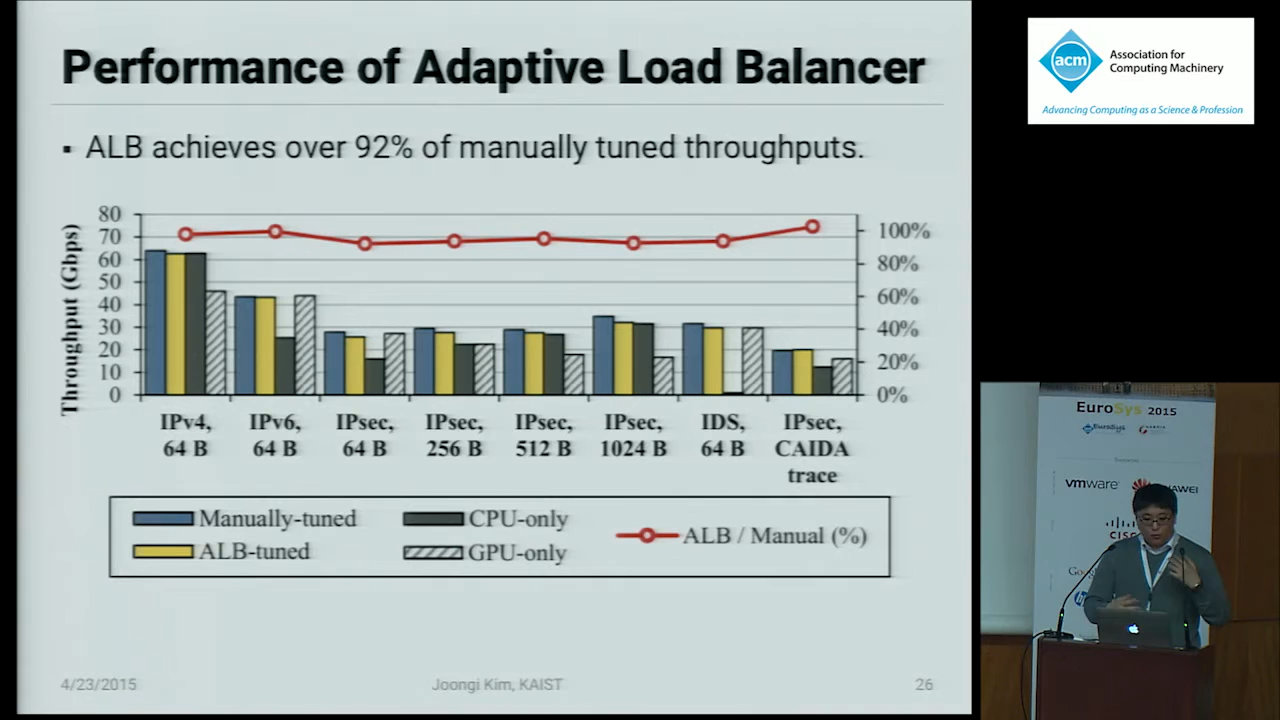 Performance of Adaptive Load Balancer
▪ ALB achieves over 92% of manually tuned throughputs.
Throughput (Gbps)
80
70
60
50
40
30
20
10
0
100%
80%
60%
40%
20%
0%
IPv4, 64 B
IPv6, 64 B
IPsec, 64 B
IPsec, 256 B
IPsec, 512 B
IPsec, 1024 B
IDS, 64 B
IPsec, CAIDA trace
Manually-tuned
ALB-tuned
CPU-only
GPU-only
ALB / Manual (%)
4/23/2015
Joongi Kim, KAIST
26
acm
Association for
Computing Machinery
Advancing Computing as a Science & Profession
EuroSys 2015
EuroSys
vmware